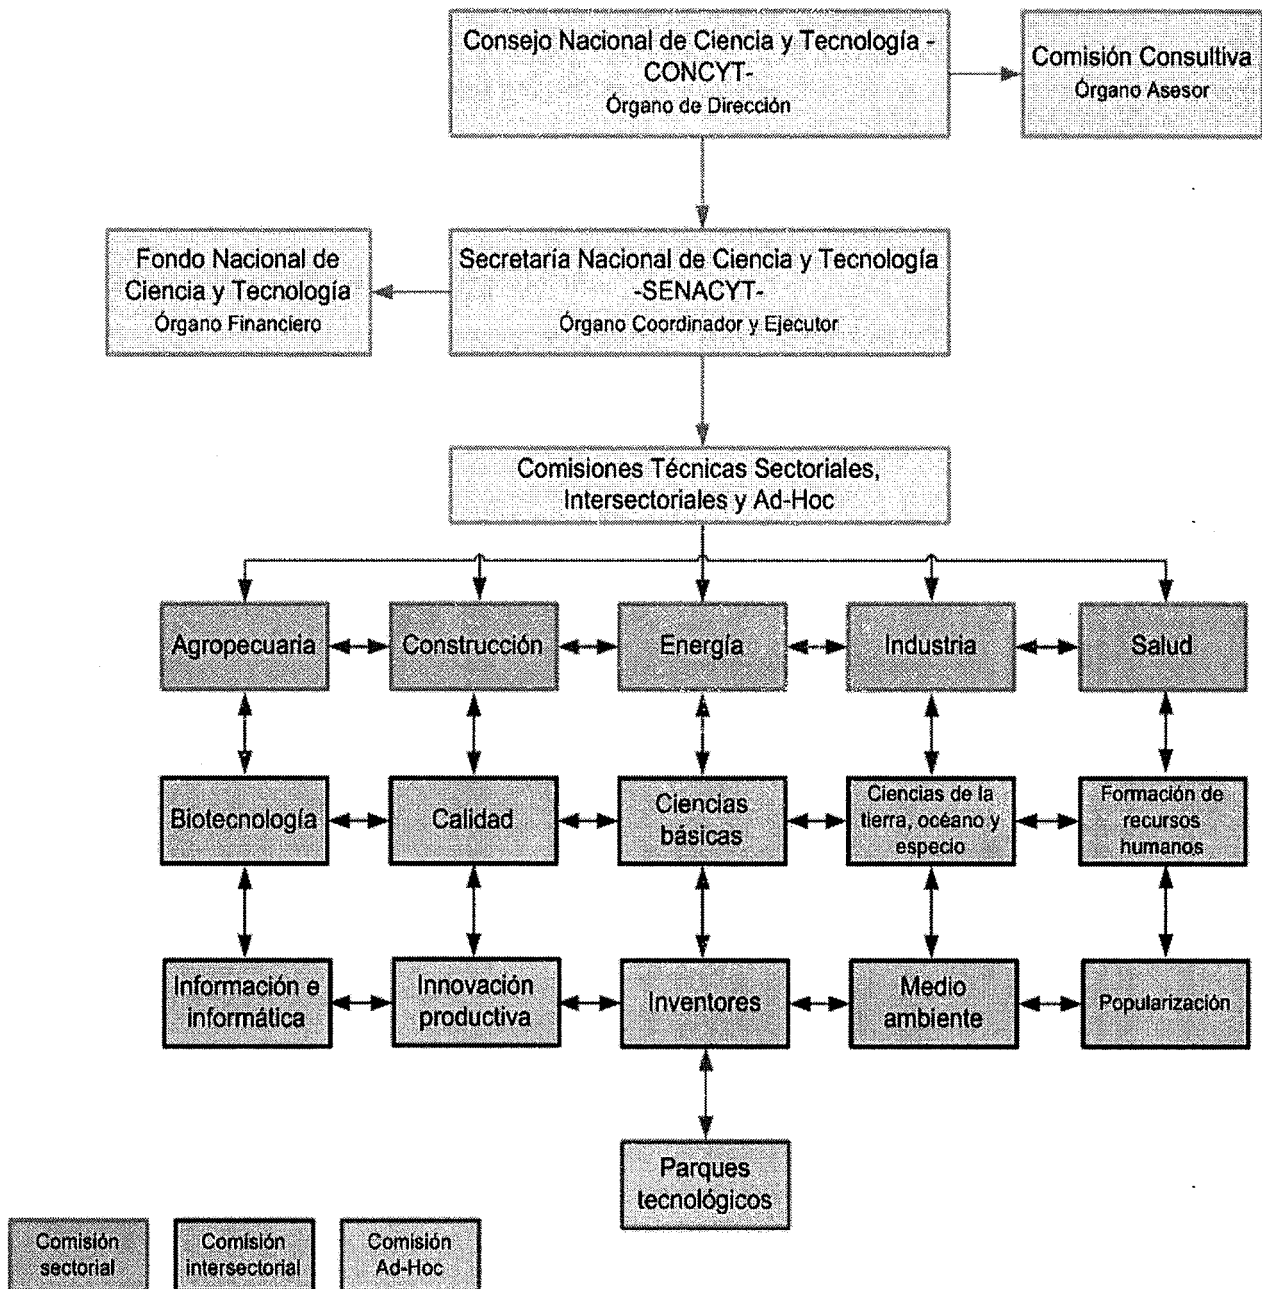 Consejo Nacional de Ciencia y Tecnología -
CONCYT-
Órgano de Dirección
Comisión Consultiva
Órgano Asesor
Fondo Nacional de
Ciencia y Tecnología
Órgano Financiero
Secretaría Nacional de Ciencia y Tecnología
-SENACYT-
Órgano Coordinador y Ejecutor
Comisiones Técnicas Sectoriales,
Intersectoriales y Ad-Hoc
Agropecuaria
Construcción
Energía
Industria
Salud
Biotecnología
Calidad
Ciencias
básicas
Ciencias de la
tierra, océano y
especio
Formación de
recursos
humanos
Información e
informática
Innovación
productiva
Inventores
Medio
ambiente
Popularización
Parques
tecnológicos
Comisión
sectorial
Comisión
intersectorial
Comisión
Ad-Hoc